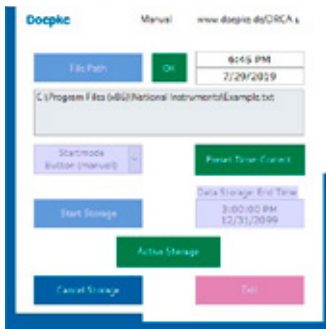 Doepke Manual www.doepke.de/ORCA
File Path OK 6:45 PM
7/29/2019
C:\Program Files (x86)\National Instruments\Example.txt
Startmode
Button (manual) Preset Timer Current
Data Storage End Time
Start Storage 3:00:00 PM
12/31/2099
Active Storage
Cancel Storage Exit